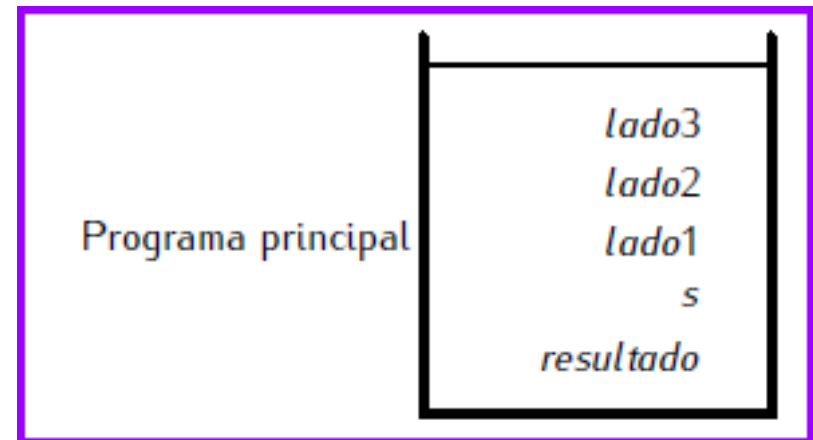 lado3
lado2
Programa principal
lado1
s
resultado